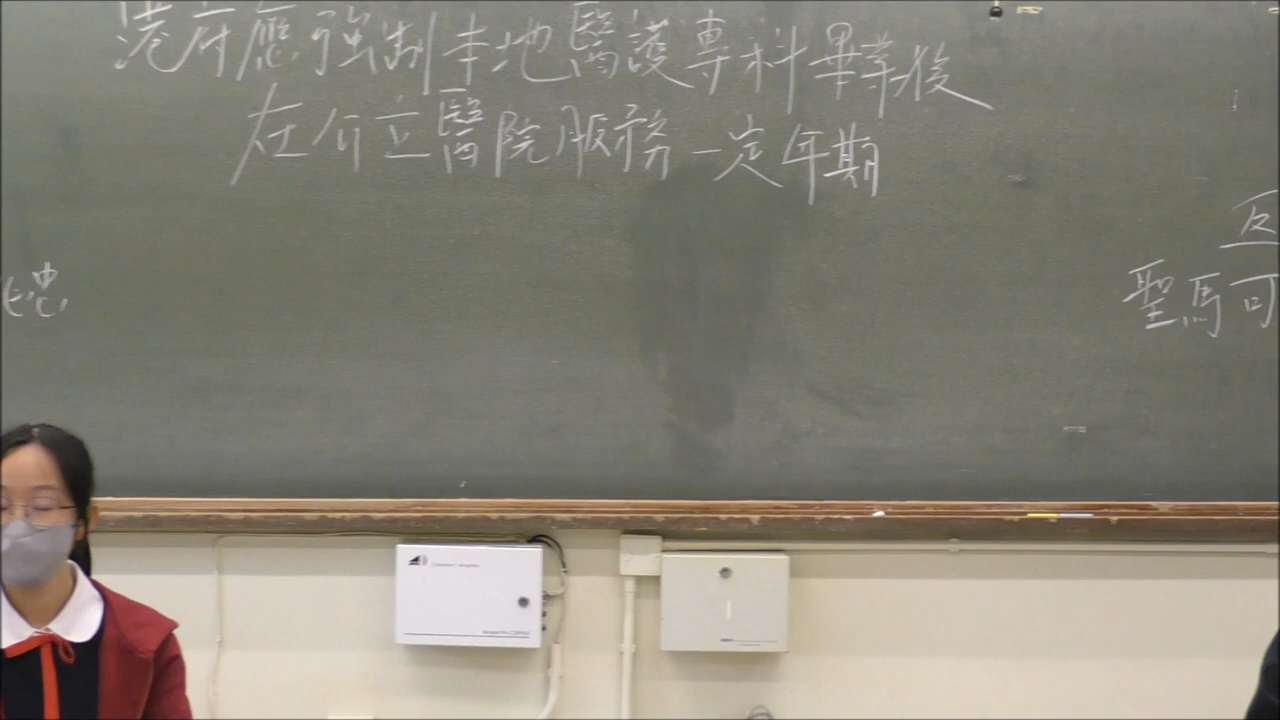 港府應強制本地醫護專科畢業後
在公立醫院服務一定年期
反
聖馬可